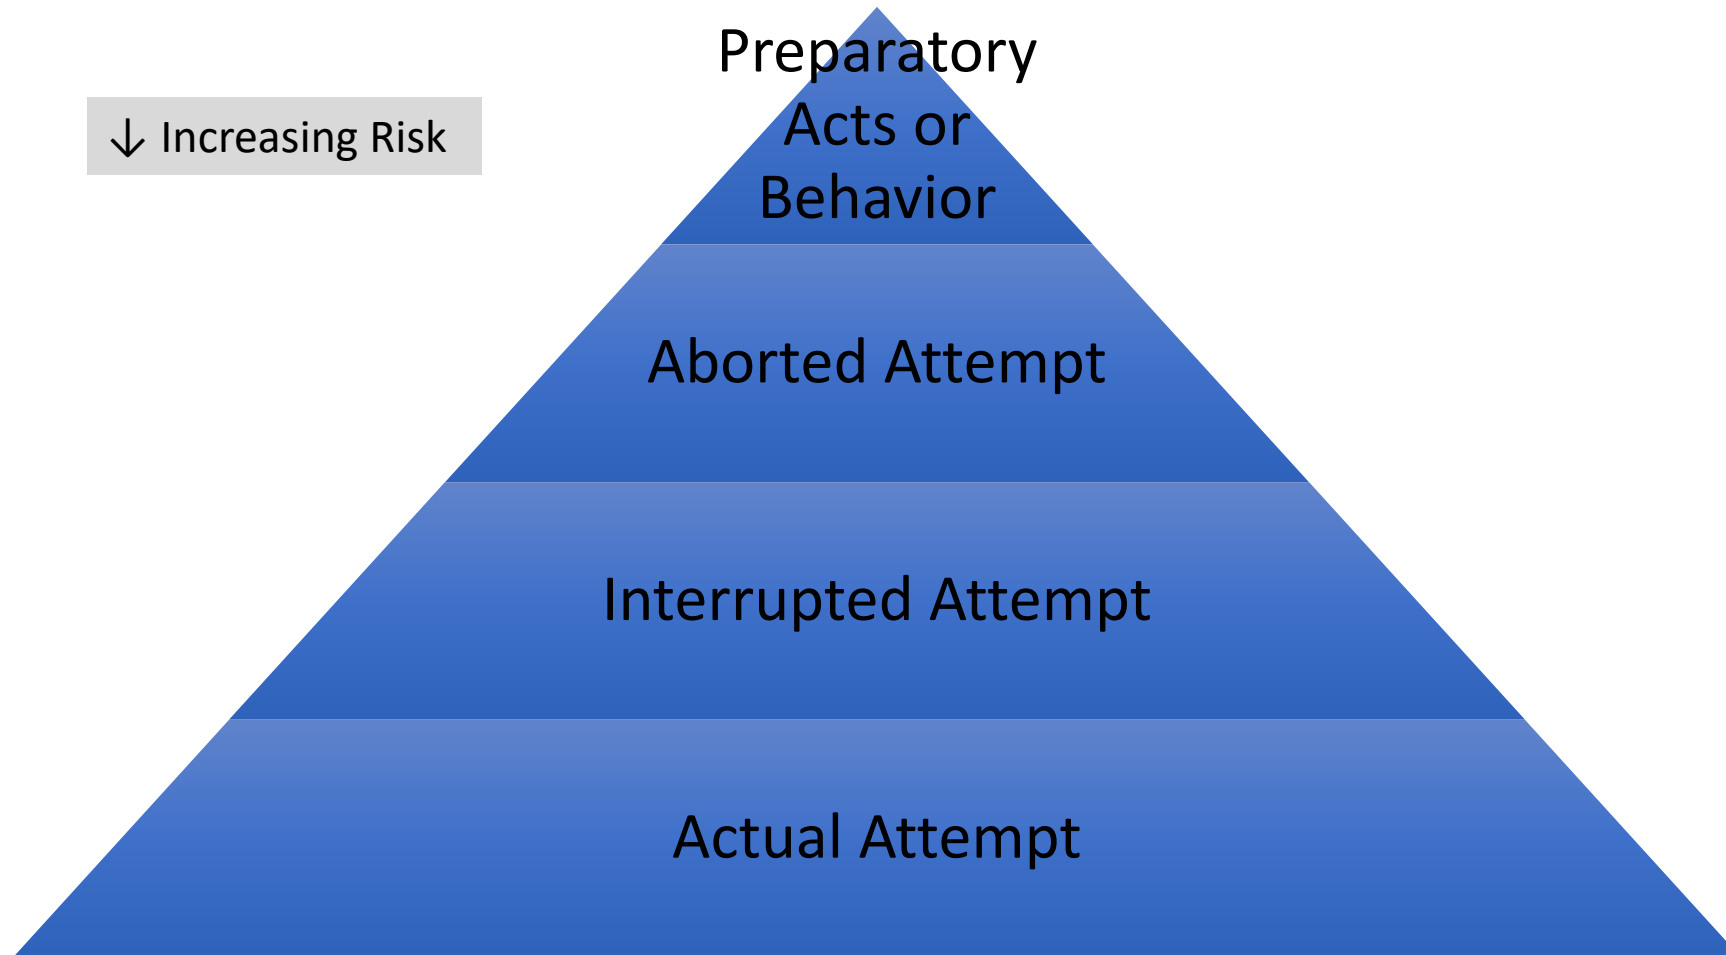 Preparatory
Acts or
Behavior
↓ Increasing Risk
Aborted Attempt
Interrupted Attempt
Actual Attempt